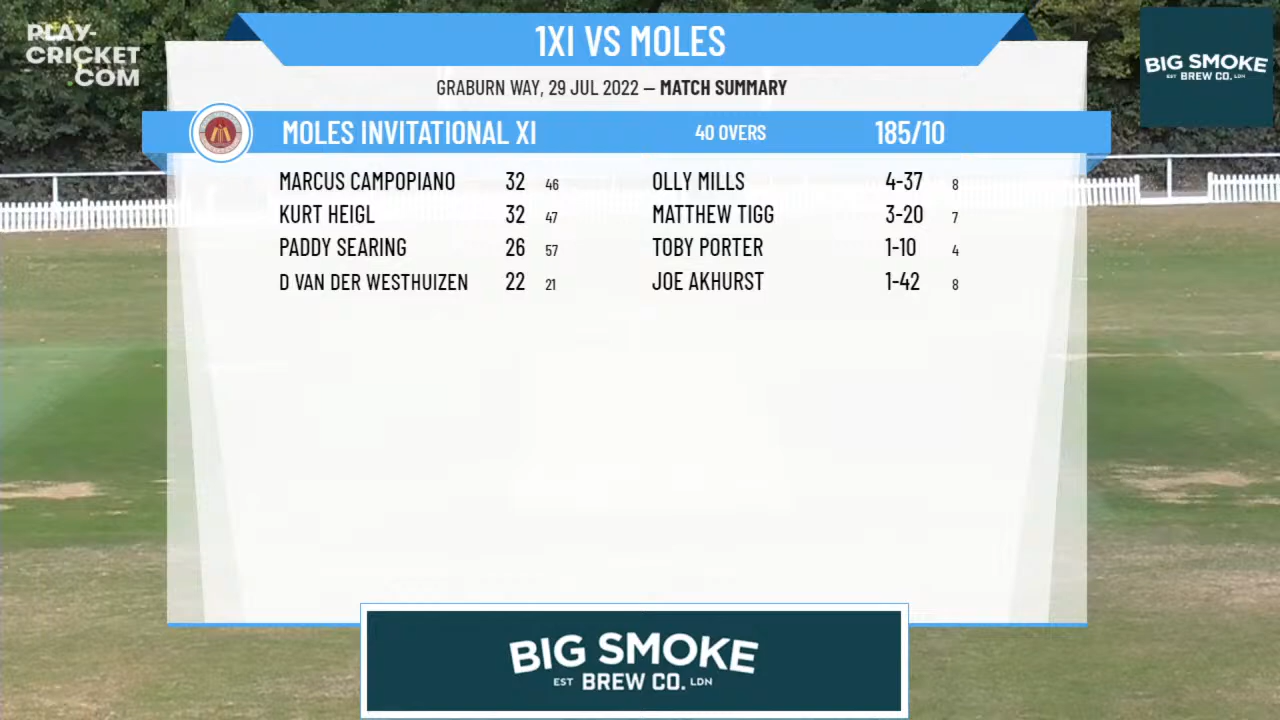 PLAY-
CRICKET
.COM
1XI VS MOLES
BIG SMOKE
EST BREW CO. LDN
GRABURN WAY, 29 JUL 2022 – MATCH SUMMARY
MOLES INVITATIONAL XI 40 OVERS 185/10
MARCUS CAMPOPIANO 32 46 OLLY MILLS 4-37 8
KURT HEIGL 32 47 MATTHEW TIGG 3-20 7
PADDY SEARING 26 57 TOBY PORTER 1-10 4
D VAN DER WESTHUIZEN 22 21 JOE AKHURST 1-42 8
BIG SMOKE
EST BREW CO. LDN